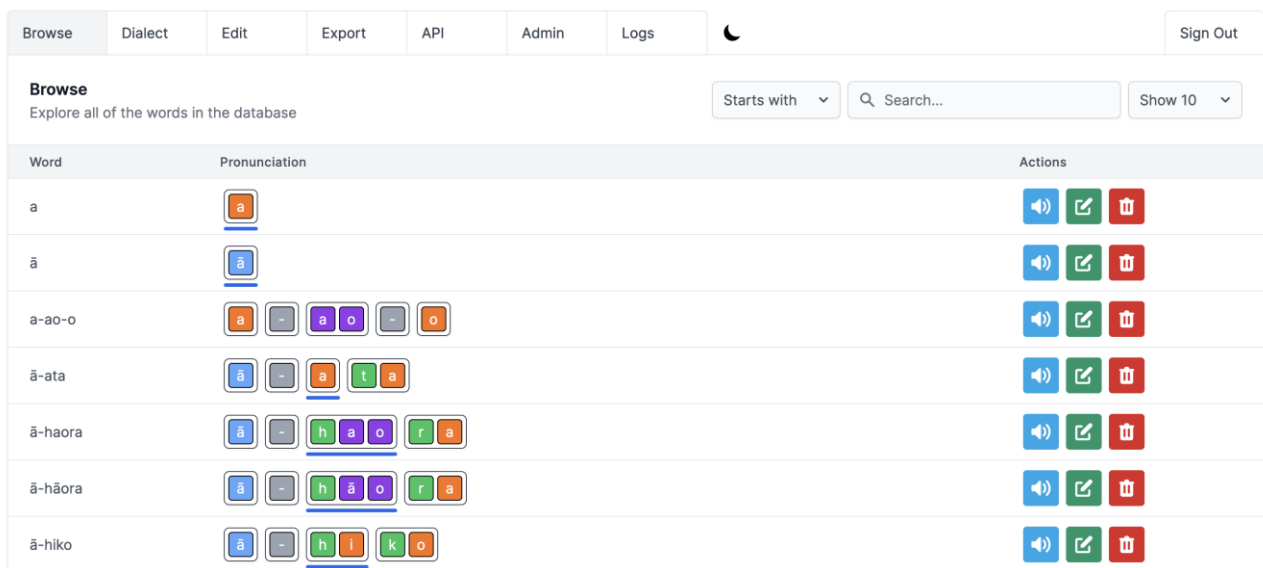 Browse Dialect Edit Export API Admin Logs Sign Out
Browse
Explore all of the words in the database
Starts with Search... Show 10
Word Pronunciation Actions
a a
ā ā
a-ao-o a - a o - o
ā-ata ā - a t a
ā-haora ā - h a o r a
ā-hāora ā - h ā o r a
ā-hiko ā - h i k o